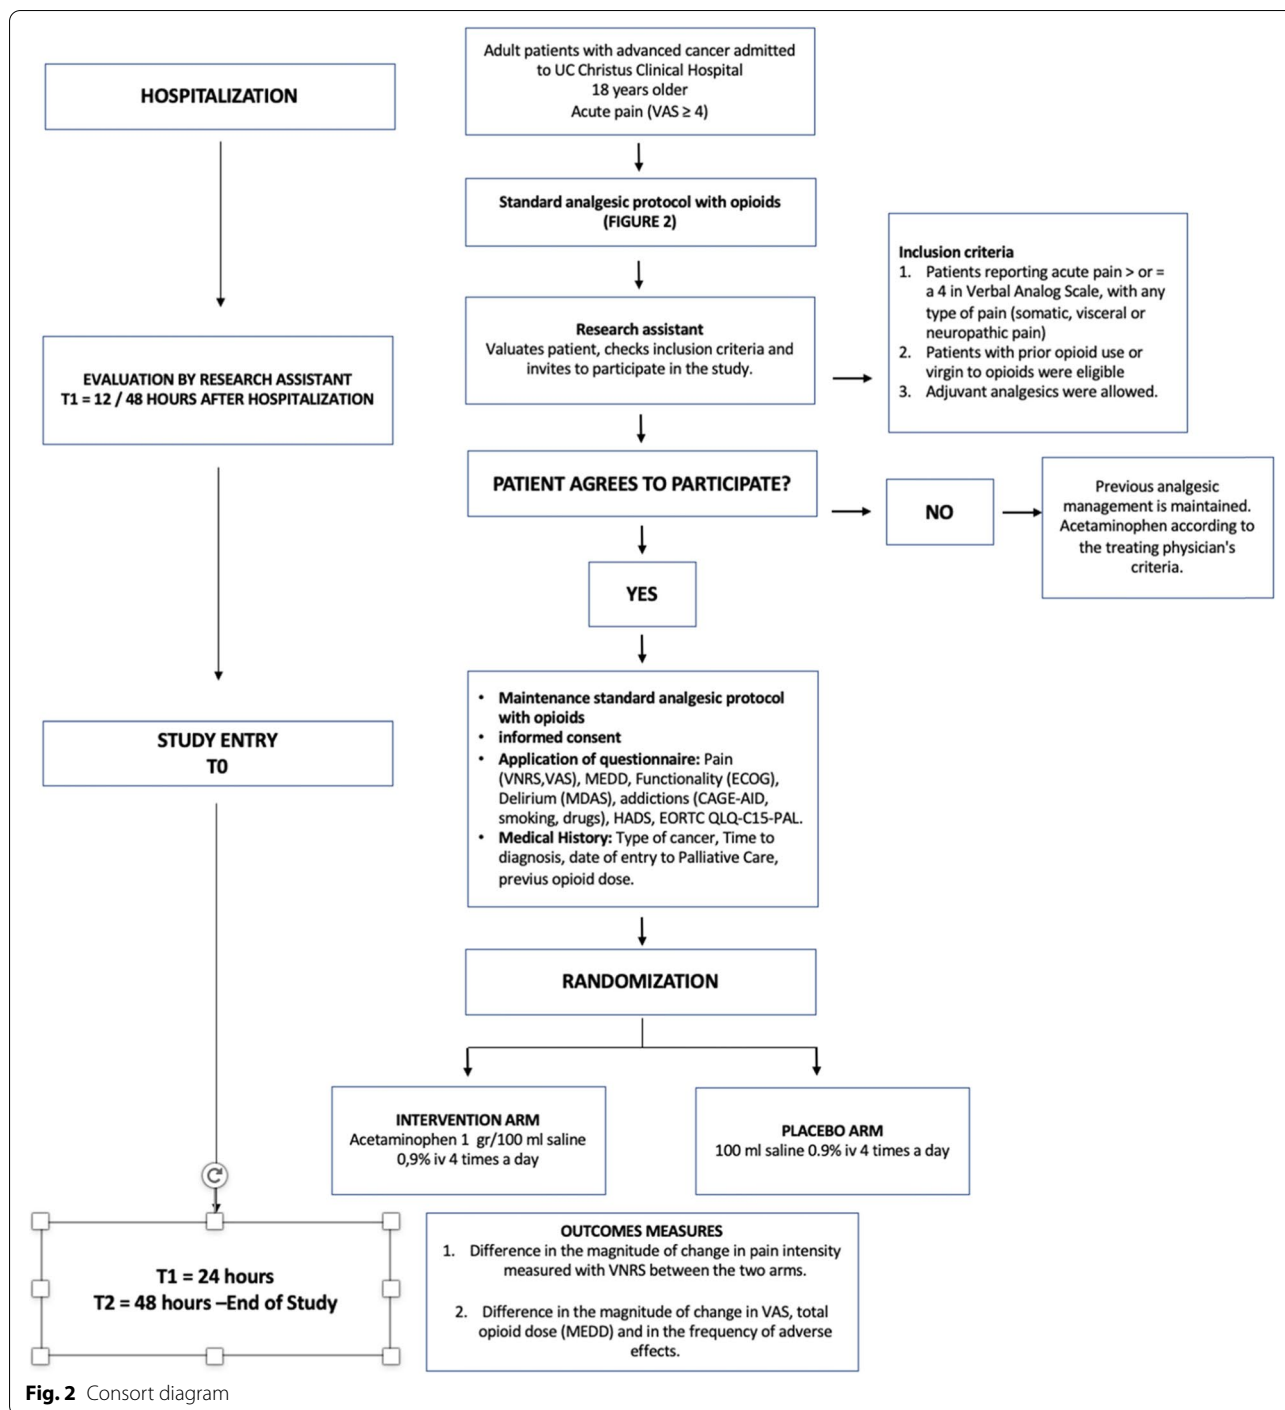 HOSPITALIZATION
Adult patients with advanced cancer admitted
to UC Christus Clinical Hospital
18 years older
Acute pain (VAS ≥ 4)
Standard analgesic protocol with opioids
(FIGURE 2)
Research assistant
Valuates patient, checks inclusion criteria and
invites to participate in the study.
Inclusion criteria
1. Patients reporting acute pain > or =
a 4 in Verbal Analog Scale, with any
type of pain (somatic, visceral or
neuropathic pain)
2. Patients with prior opioid use or
virgin to opioids were eligible
3. Adjuvant analgesics were allowed.
EVALUATION BY RESEARCH ASSISTANT
T1 = 12 / 48 HOURS AFTER HOSPITALIZATION
PATIENT AGREES TO PARTICIPATE?
NO
Previous analgesic
management is maintained.
Acetaminophen according to
the treating physician's
criteria.
YES
STUDY ENTRY
T0
• Maintenance standard analgesic protocol
with opioids
• informed consent
• Application of questionnaire: Pain
(VNRS,VAS), MEDD, Functionality (ECOG),
Delirium (MDAS), addictions (CAGE-AID,
smoking, drugs), HADS, EORTC QLQ-C15-PAL.
• Medical History: Type of cancer, Time to
diagnosis, date of entry to Palliative Care,
previus opioid dose.
RANDOMIZATION
INTERVENTION ARM
Acetaminophen 1 gr/100 ml saline
0,9% iv 4 times a day
PLACEBO ARM
100 ml saline 0.9% iv 4 times a day
T1 = 24 hours
T2 = 48 hours –End of Study
OUTCOMES MEASURES
1. Difference in the magnitude of change in pain intensity
measured with VNRS between the two arms.
2. Difference in the magnitude of change in VAS, total
opioid dose (MEDD) and in the frequency of adverse
effects.
Fig. 2 Consort diagram